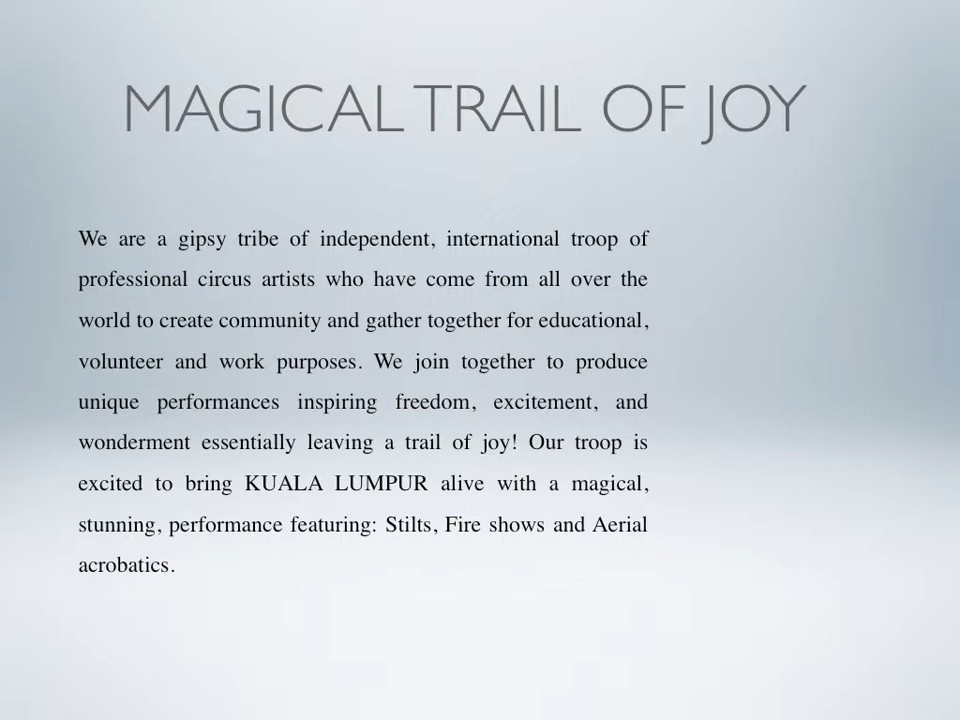 MAGICAL TRAIL OF JOY
We are a gipsy tribe of independent, international troop of
professional circus artists who have come from all over the
world to create community and gather together for educational,
volunteer and work purposes. We join together to produce
unique performances inspiring freedom, excitement, and
wonderment essentially leaving a trail of joy! Our troop is
excited to bring KUALA LUMPUR alive with a magical,
stunning, performance featuring: Stilts, Fire shows and Aerial
acrobatics.